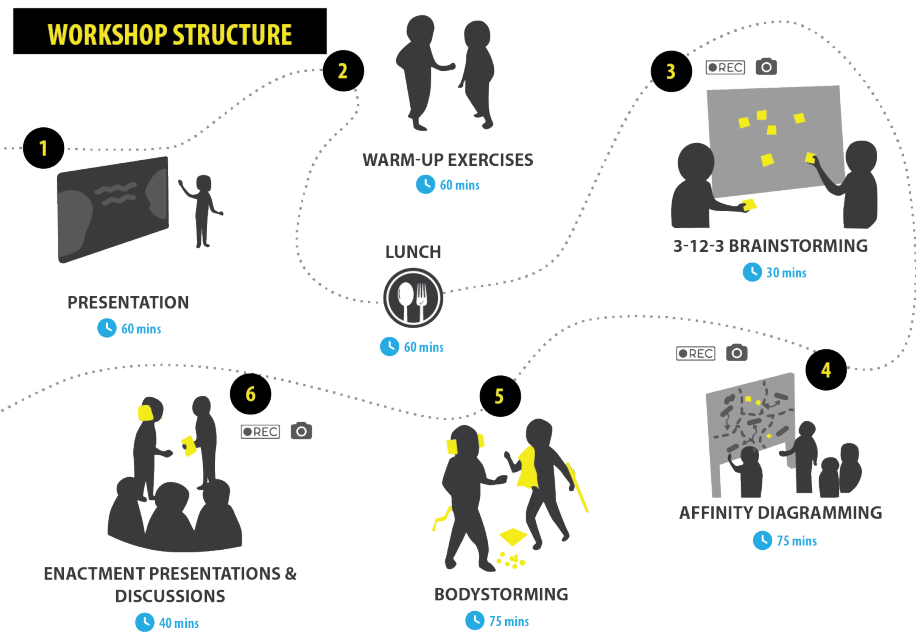 WORKSHOP STRUCTURE
1
PRESENTATION
60 mins
2
WARM-UP EXERCISES
60 mins
LUNCH
60 mins
3
REC
3-12-3 BRAINSTORMING
30 mins
4
REC
AFFINITY DIAGRAMMING
75 mins
5
BODYSTORMING
75 mins
6
REC
ENACTMENT PRESENTATIONS &
DISCUSSIONS
40 mins